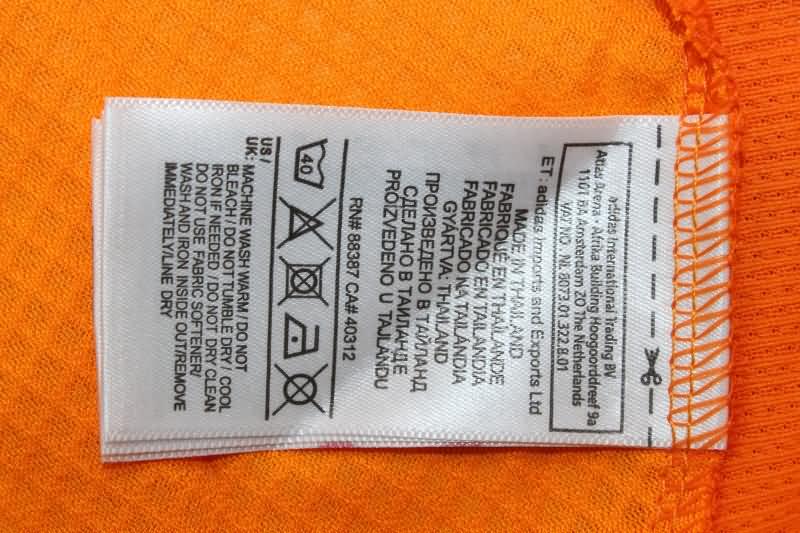 adidas International Trading BV
Atlas Arena - Afrika Building Hoogoorddreef 9a
1101 BA Amsterdam ZO The Netherlands
VAT NO. NL 8073.01.322.B.01
ET: adidas Imports and Exports Ltd
MADE IN THAILAND
FABRIQUÉ EN THAÏLANDE
FABRICADO EN TAILANDIA
FABRICADO NA TAILÂNDIA
GYÁRTVA: THAILAND
ПРОИЗВЕДЕНО В ТАЙЛАНД
СДЕЛАНО В ТАИЛАНДЕ
PROIZVEDENO U TAJLANDU
RN# 88387 CA# 40312
40
US /
UK: MACHINE WASH WARM / DO NOT
BLEACH / DO NOT TUMBLE DRY / COOL
IRON IF NEEDED / DO NOT DRY CLEAN
DO NOT USE FABRIC SOFTENER/
WASH AND IRON INSIDE OUT/REMOVE
IMMEDIATELY/LINE DRY